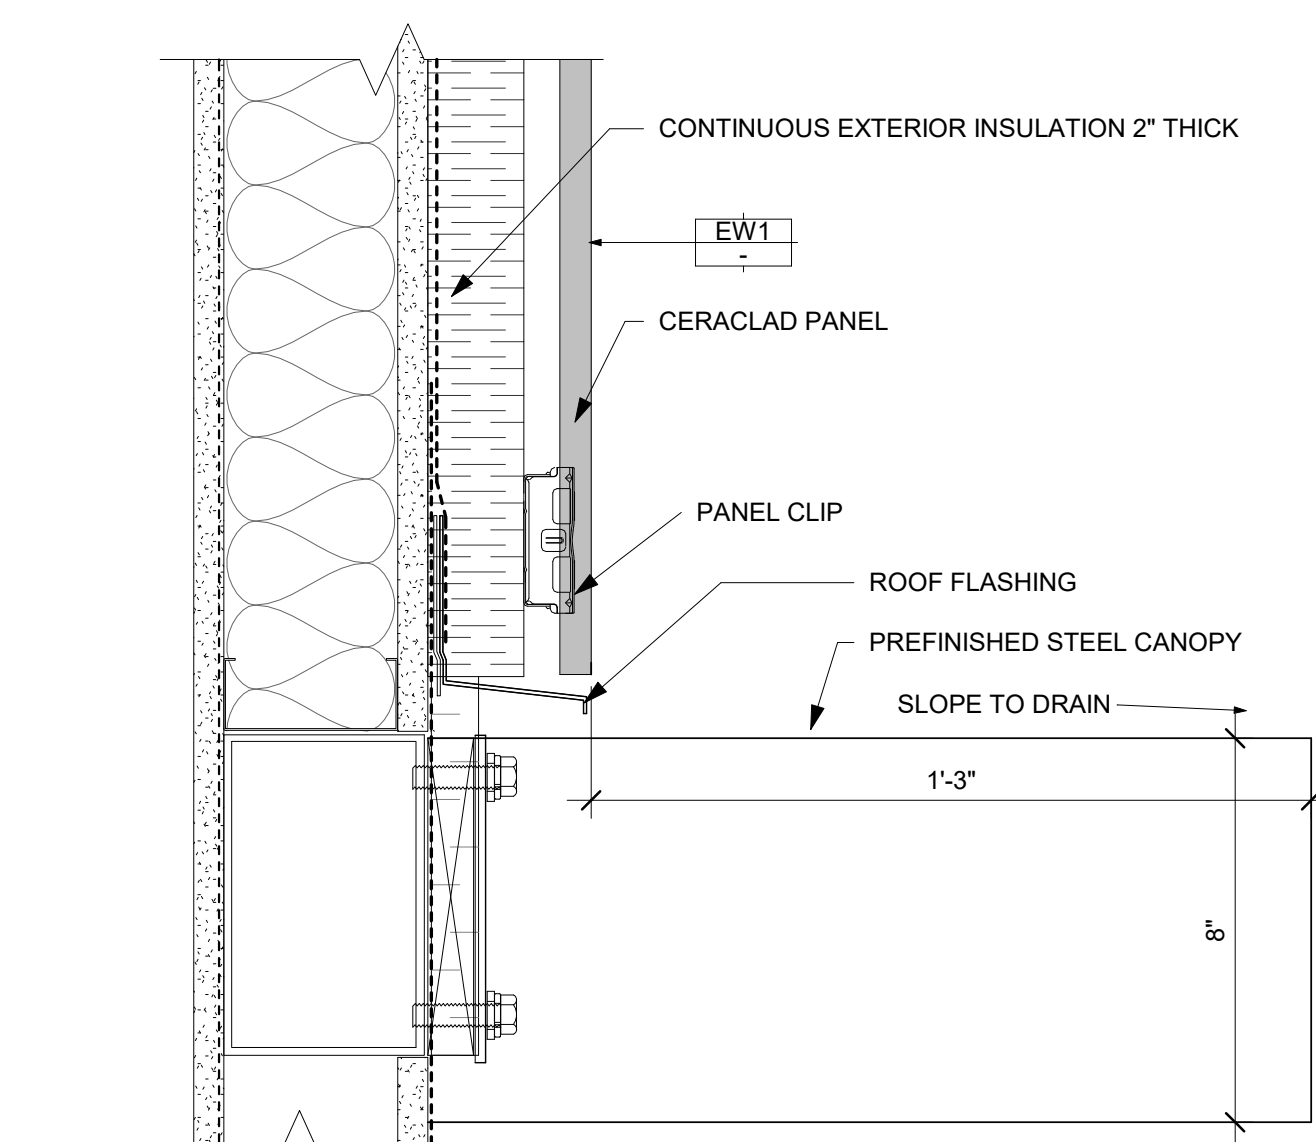 CONTINUOUS EXTERIOR INSULATION 2" THICK
EW1
-
CERACLAD PANEL
PANEL CLIP
ROOF FLASHING
PREFINISHED STEEL CANOPY
SLOPE TO DRAIN
1'-3"
8"